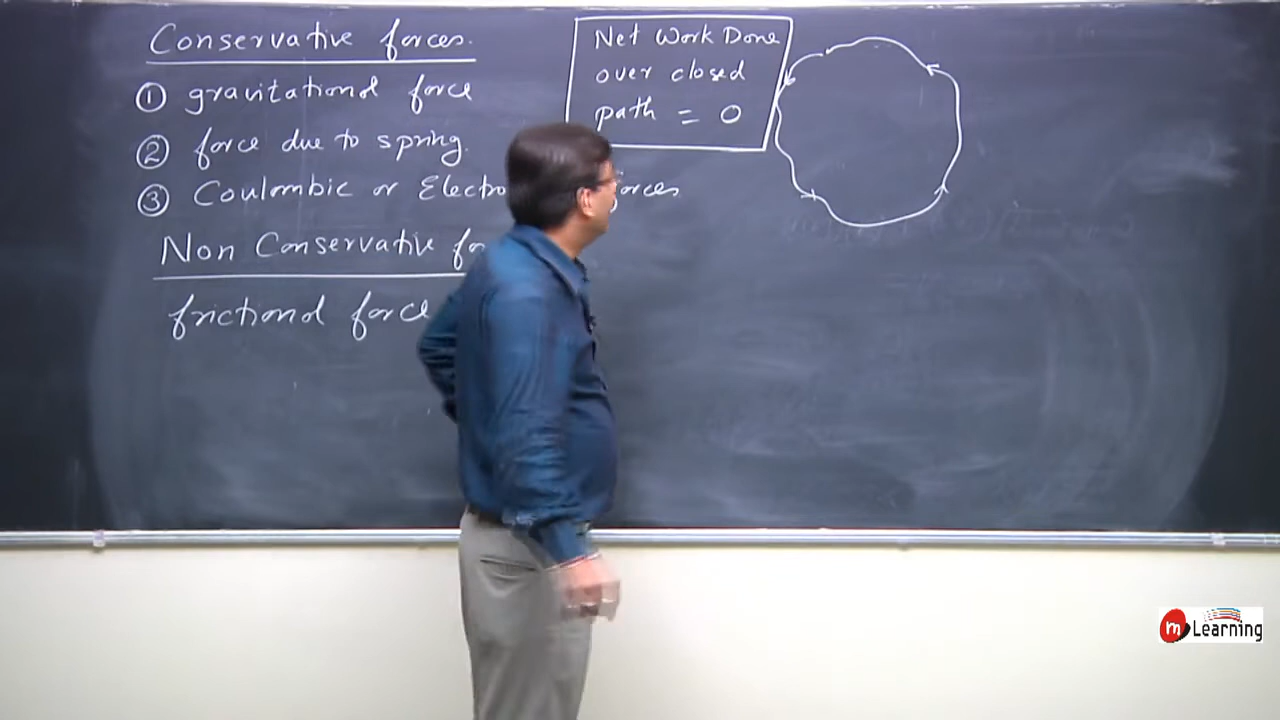 Conservative forces.
① gravitational force
② force due to spring.
③ Coulombic or Electro forces
Non Conservative fo
frictional force
Net Work Done
over closed
path = 0
m Learning